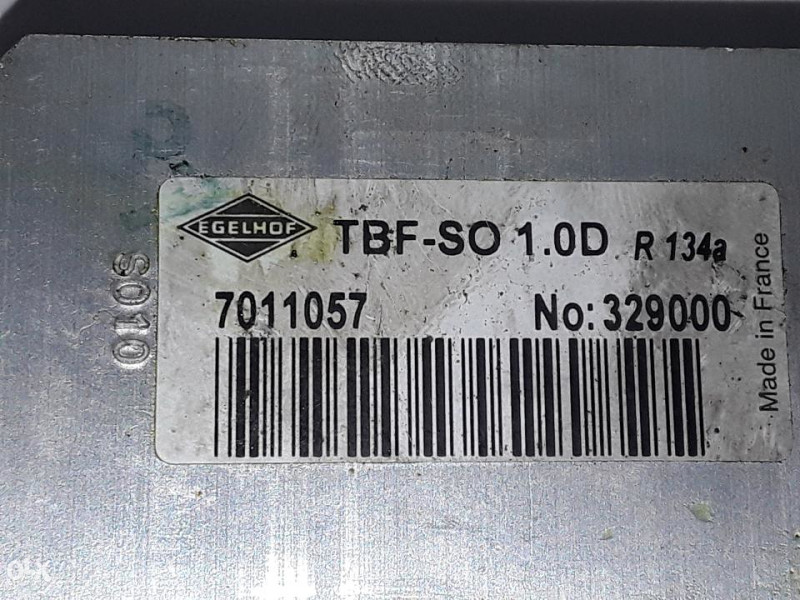 EGELHOF TBF-SO 1.0D R 134a
7011057 No: 329000
Made in France
S010
OLX